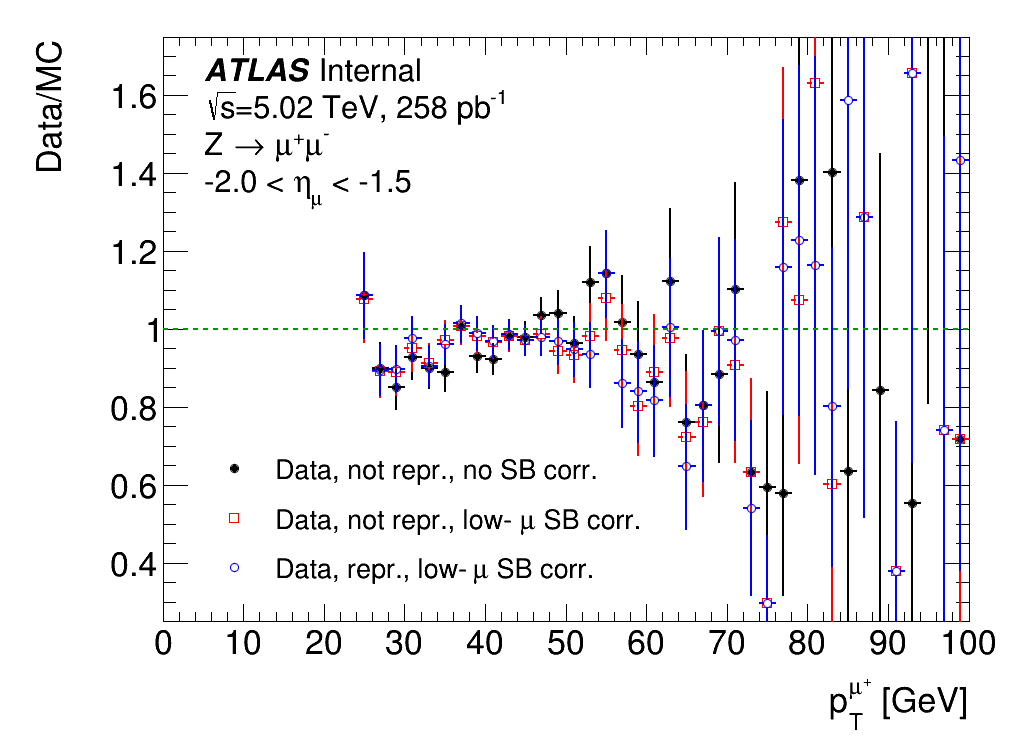 Data/MC
ATLAS Internal
√s=5.02 TeV, 258 pb⁻¹
Z → μ⁺μ⁻
-2.0 < ημ < -1.5
1.6
1.4
1.2
1
0.8
0.6
0.4
Data, not repr., no SB corr.
Data, not repr., low- μ SB corr.
Data, repr., low- μ SB corr.
0 10 20 30 40 50 60 70 80 90 100
p_T^μ⁺ [GeV]